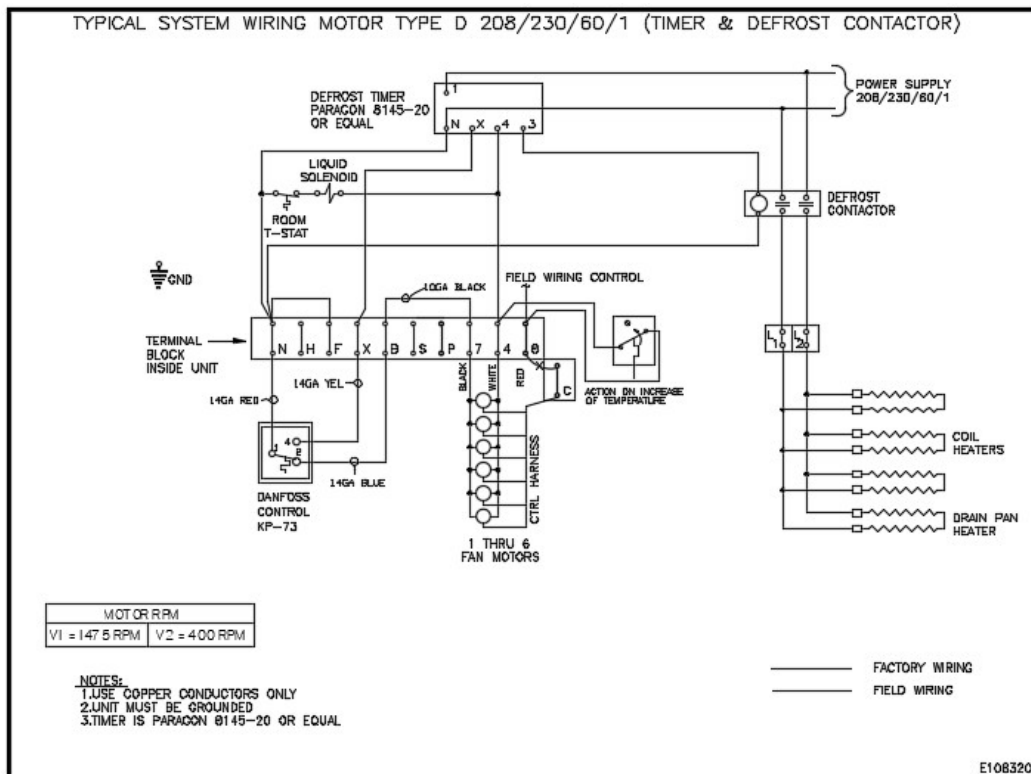 TYPICAL SYSTEM WIRING MOTOR TYPE D 208/230/60/1 (TIMER & DEFROST CONTACTOR)
DEFROST TIMER
PARAGON 8145-20
OR EQUAL
1
N X 4 3
POWER SUPPLY
208/230/60/1
LIQUID
SOLENOID
ROOM
T-STAT
DEFROST
CONTACTOR
GND
10GA BLACK
FIELD WIRING CONTROL
TERMINAL
BLOCK
INSIDE UNIT
N H F X B S P 7 4 8
L1 L2
14GA YEL
14GA RED
BLACK
WHITE
RED
X
C
ACTION ON INCREASE
OF TEMPERATURE
4
1 2
14GA BLUE
DANFOSS
CONTROL
KP-73
CTRL HARNESS
COIL
HEATERS
DRAIN PAN
HEATER
1 THRU 6
FAN MOTORS
MOTOR RPM
V1 = 1475 RPM V2 = 400 RPM
NOTES:
1.USE COPPER CONDUCTORS ONLY
2.UNIT MUST BE GROUNDED
3.TIMER IS PARAGON 8145-20 OR EQUAL
FACTORY WIRING
FIELD WIRING
E108320